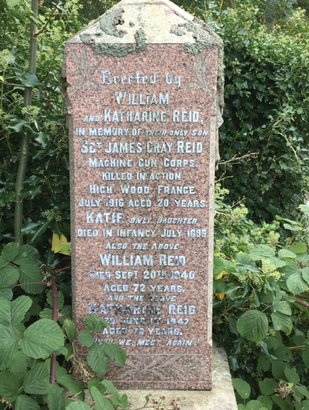 Erected by
WILLIAM
AND KATHARINE REID,
IN MEMORY OF THEIR ONLY SON
SGT JAMES GRAY REID
MACHINE GUN CORPS.
KILLED IN ACTION
HIGH WOOD FRANCE
JULY 1916 AGED 20 YEARS.
KATIE ONLY DAUGHTER
DIED IN INFANCY JULY
ALSO THE ABOVE
WILLIAM REID
DIED SEPT 20TH 1940
AGED 72 YEARS.
AND THE ABOVE
KATHARINE REID
DIED JUNE 1947
AGED YEARS.
WE MEET AGAIN